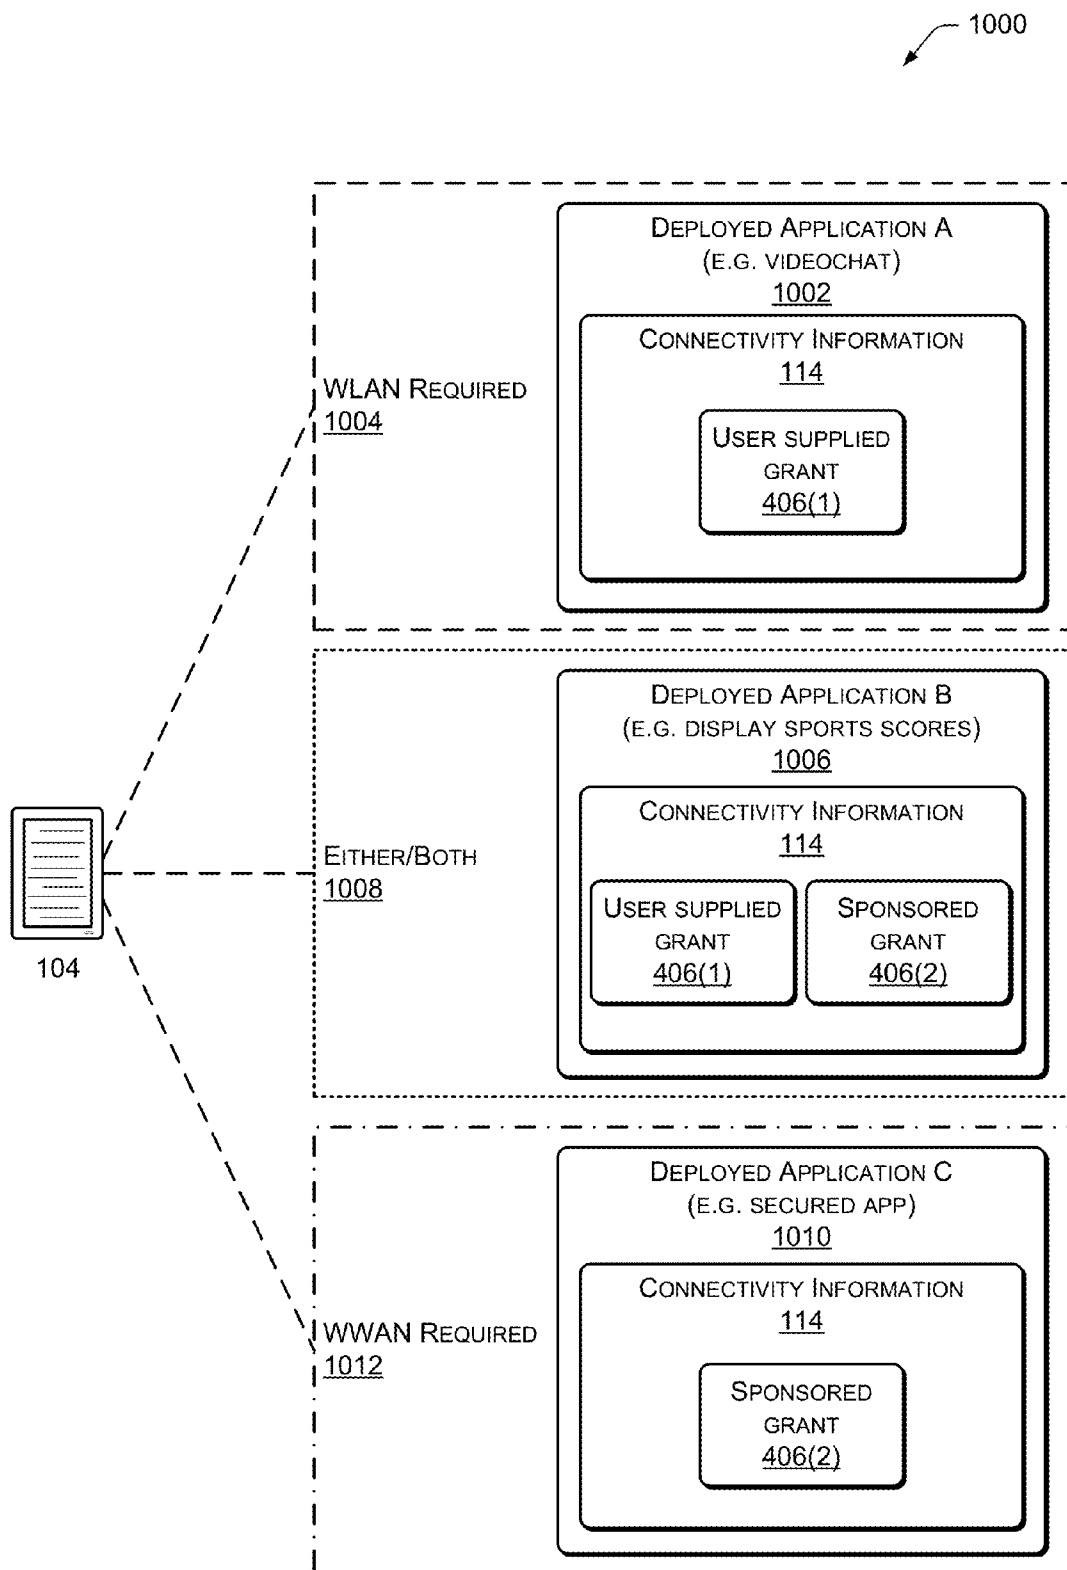 1000
DEPLOYED APPLICATION A
(E.G. VIDEOCHAT)
1002
CONNECTIVITY INFORMATION
114
USER SUPPLIED
GRANT
406(1)
WLAN REQUIRED
1004
DEPLOYED APPLICATION B
(E.G. DISPLAY SPORTS SCORES)
1006
CONNECTIVITY INFORMATION
114
USER SUPPLIED
GRANT
406(1)
SPONSORED
GRANT
406(2)
EITHER/BOTH
1008
104
DEPLOYED APPLICATION C
(E.G. SECURED APP)
1010
CONNECTIVITY INFORMATION
114
SPONSORED
GRANT
406(2)
WWAN REQUIRED
1012